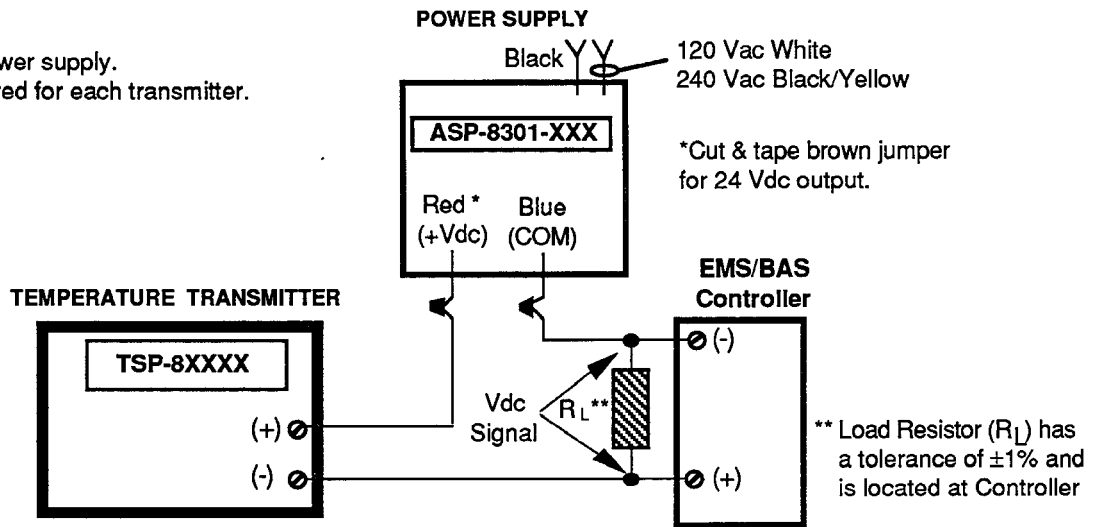 POWER SUPPLY
wer supply.
red for each transmitter.
Black
120 Vac White
240 Vac Black/Yellow
ASP-8301-XXX
*Cut & tape brown jumper
for 24 Vdc output.
Red * Blue
(+Vdc) (COM)
EMS/BAS
Controller
TEMPERATURE TRANSMITTER
TSP-8XXXX
(-)
Vdc
Signal
RL**
(+)
(-)
(+)
** Load Resistor (RL) has
a tolerance of ±1% and
is located at Controller